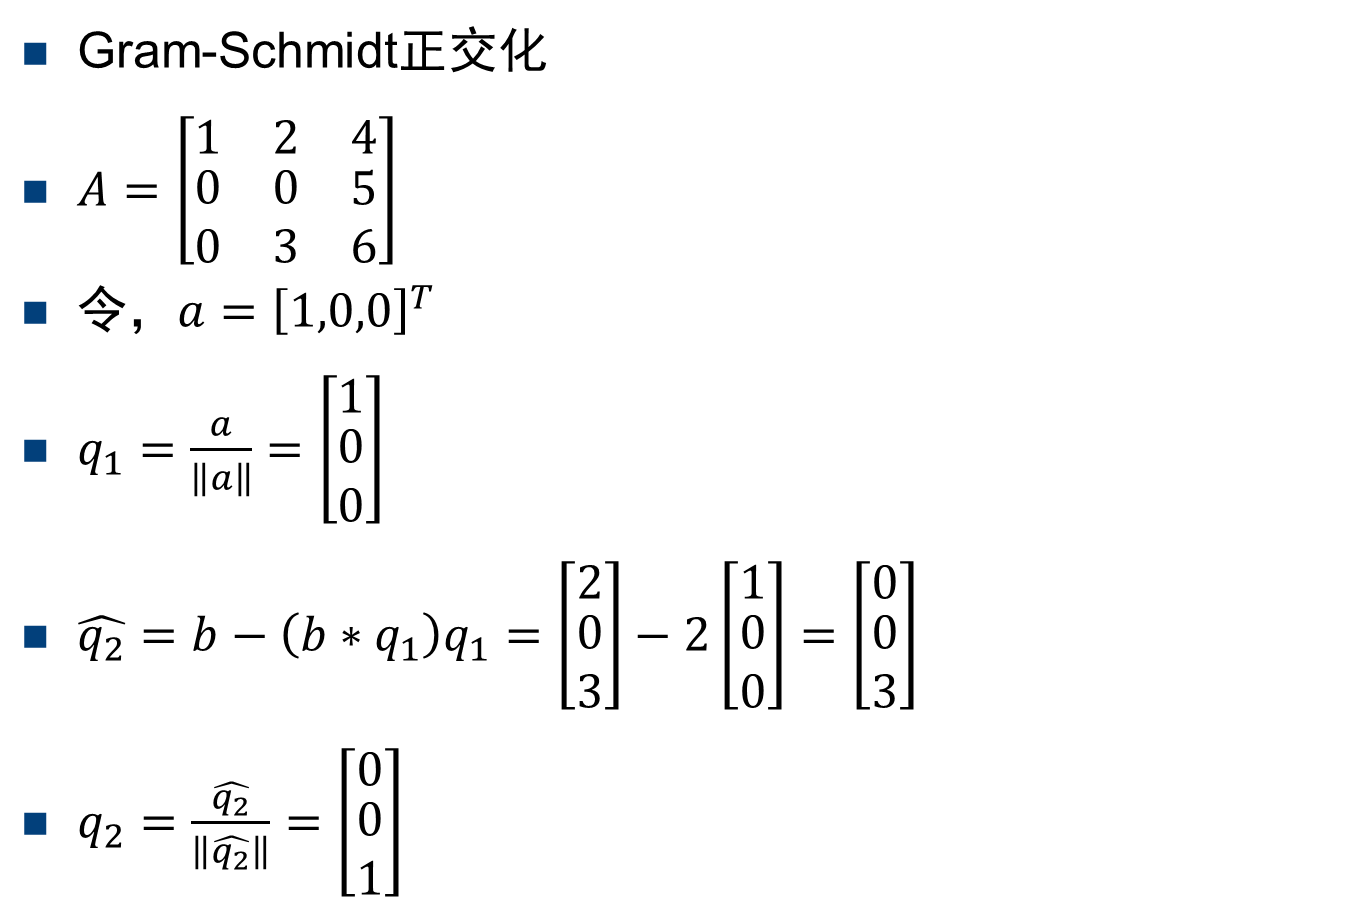 Gram-Schmidt正交化
A = [1 2 4
0 0 5
0 3 6]
令，a = [1,0,0]^T
q₁ = a/‖a‖ = [1 0 0]
q̂₂ = b − (b ∗ q₁)q₁ = [2 0 3] − 2 [1 0 0] = [0 0 3]
q₂ = q̂₂/‖q̂₂‖ = [0 0 1]